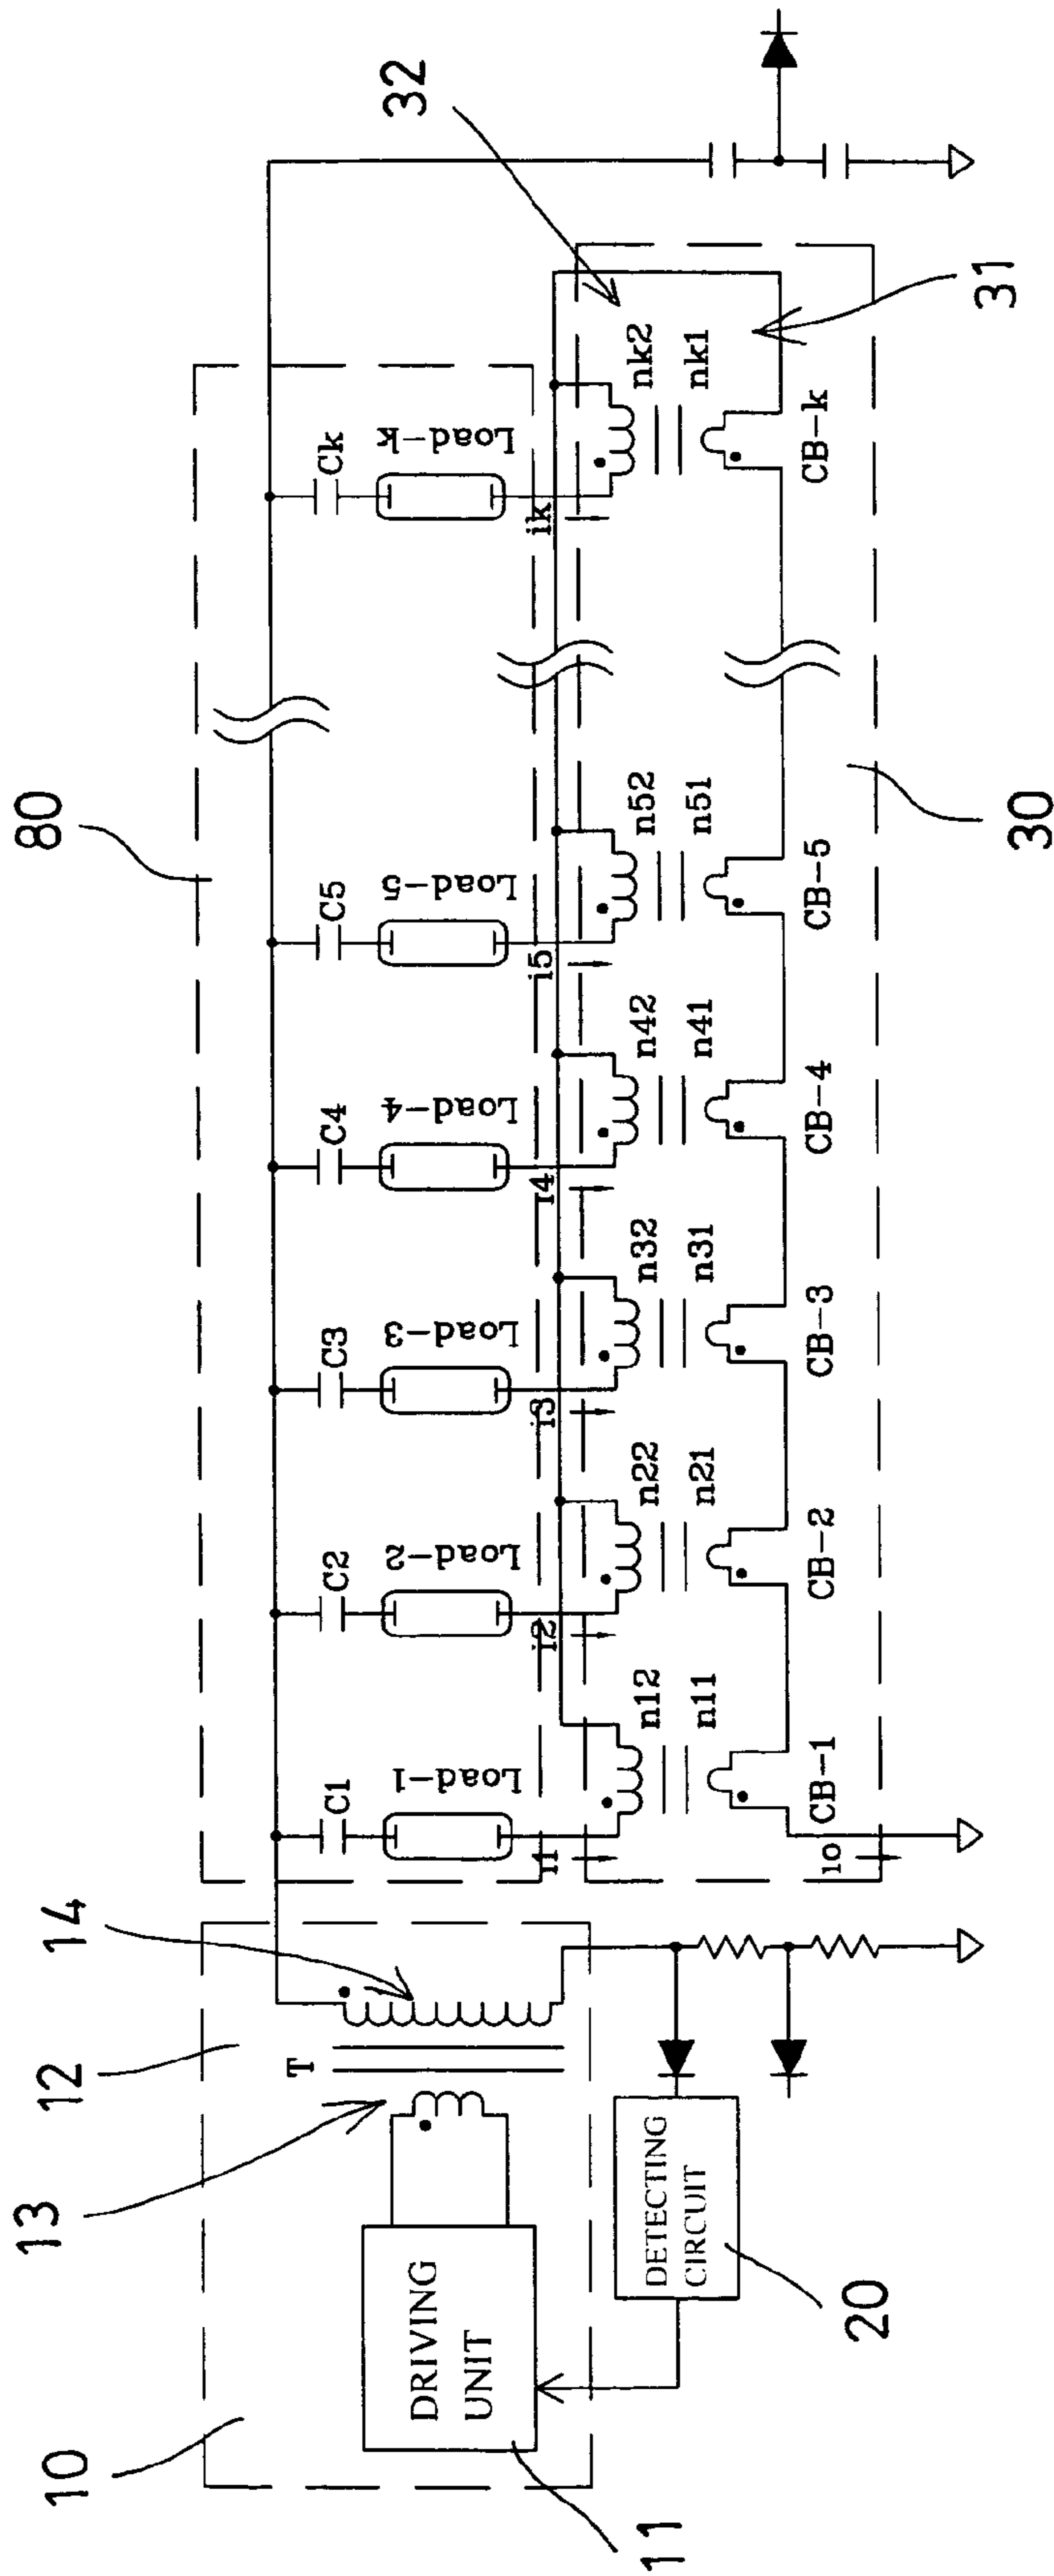 10
11
DRIVING
UNIT
13
12
T
14
DETECTING
CIRCUIT
20
80
C1
Load-1
i1
n12
n11
CB-1
io
C2
Load-2
i2
n22
n21
CB-2
C3
Load-3
i3
n32
n31
CB-3
C4
Load-4
i4
n42
n41
CB-4
C5
Load-5
i5
n52
n51
CB-5
30
Ck
Load-k
ik
nk2
nk1
CB-k
32
31